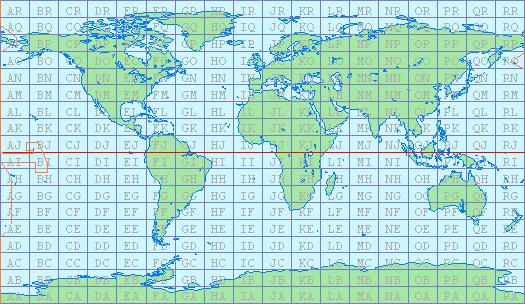 AR BR CR DR ER FR GR HR IR JR KR LR MR NR OR PR QR RR
AQ BQ CQ DQ EQ FQ GQ HQ IQ JQ KQ LQ MQ NQ OQ PQ QQ RQ
AP BP CP DP EP FP GP HP IP JP KP LP MP NP OP PP QP RP
AO BO CO DO EO FO GO HO IO JO KO LO MO NO OO PO QO RO
AN BN CN DN EN FN GN HN IN JN KN LN MN NN ON PN QN RN
AM BM CM DM EM FM GM HM IM JM KM LM MM NM OM PM QM RM
AL BL CL DL EL FL GL HL IL JL KL LL ML NL OL PL QL RL
AK BK CK DK EK FK GK HK IK JK KK LK MK NK OK PK QK RK
BJ CJ DJ EJ FJ GJ HJ IJ JJ KJ LJ MJ NJ OJ PJ QJ RJ
AI CI DI EI FI GI HI II JI KI LI MI NI OI PI QI RI
BH CH DH EH FH GH HH IH JH KH LH MH NH OH PH QH RH
AG BG CG DG EG FG GG HG IG JG KG LG MG NG OG PG QG RG
AF BF CF DF EF FF GF HF IF JF KF LF MF NF OF PF QF RF
AE BE CE DE EE FE GE HE IE JE KE LE ME NE OE PE QE RE
AD BD CD DD ED FD GD HD ID JD KD LD MD ND OD PD QD RD
AC BC CC DC EC FC GC HC IC JC KC LC MC NC OC PC QC RC
AB BB CB DB EB FB GB HB IB JB KB LB MB NB OB PB QB RB
CA DA EA FA GA HA IA JA KA LA MA NA OA PA QA RA